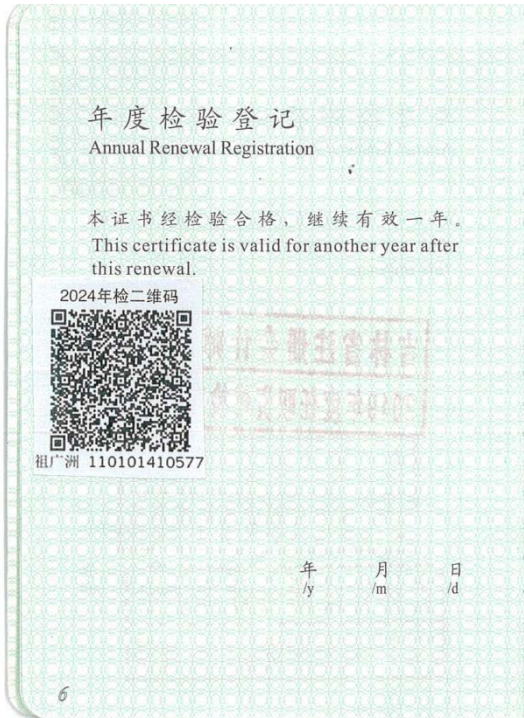 年度检验登记
Annual Renewal Registration
本证书经检验合格，继续有效一年。
This certificate is valid for another year after
this renewal.
2024年检二维码
祖广洲 110101410577
年 月 日
/y /m /d
6